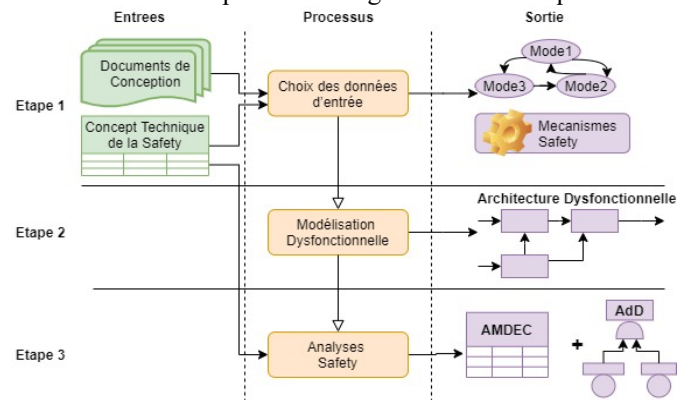 Entrees
Processus
Sortie
Etape 1
Documents de
Conception
Concept Technique
de la Safety
Choix des données
d'entrée
Mode1
Mode3
Mode2
Mecanismes
Safety
Etape 2
Modélisation
Dysfonctionnelle
Architecture Dysfonctionnelle
Etape 3
Analyses
Safety
AMDEC
+
AdD